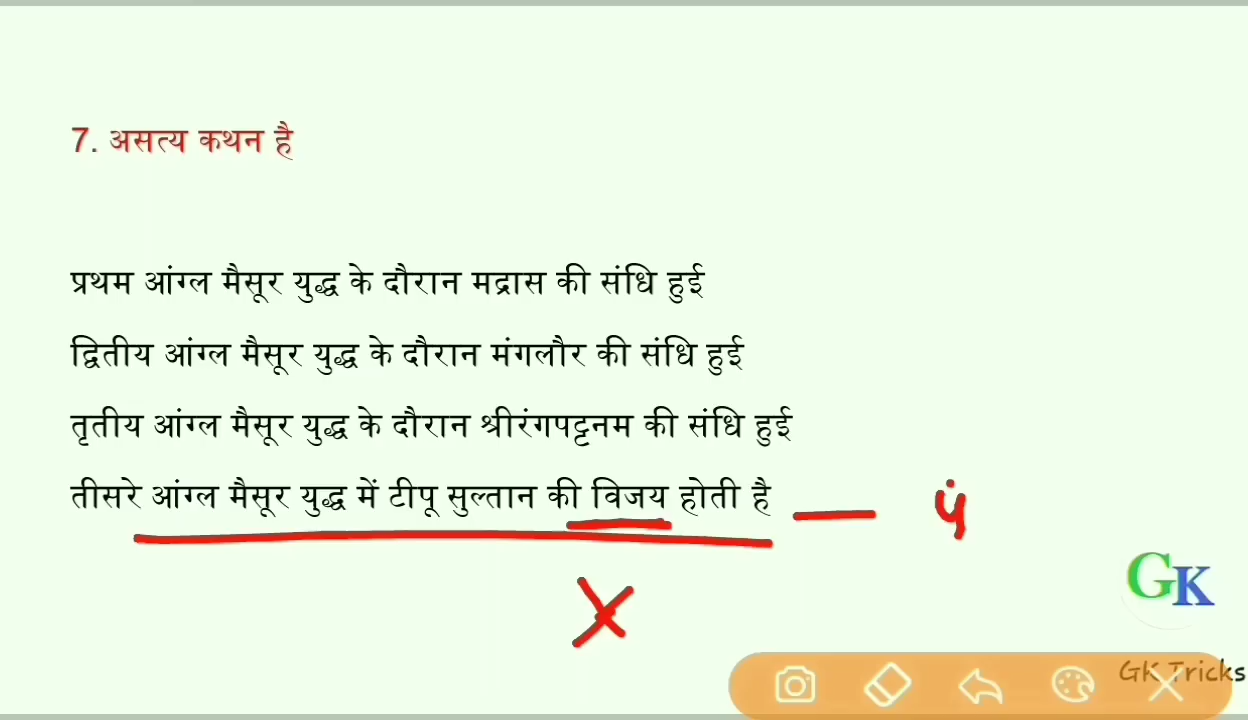 7. असत्य कथन है
प्रथम आंग्ल मैसूर युद्ध के दौरान मद्रास की संधि हुई
द्वितीय आंग्ल मैसूर युद्ध के दौरान मंगलौर की संधि हुई
तृतीय आंग्ल मैसूर युद्ध के दौरान श्रीरंगपट्टनम की संधि हुई
तीसरे आंग्ल मैसूर युद्ध में टीपू सुल्तान की विजय होती है
GK
GK Tricks